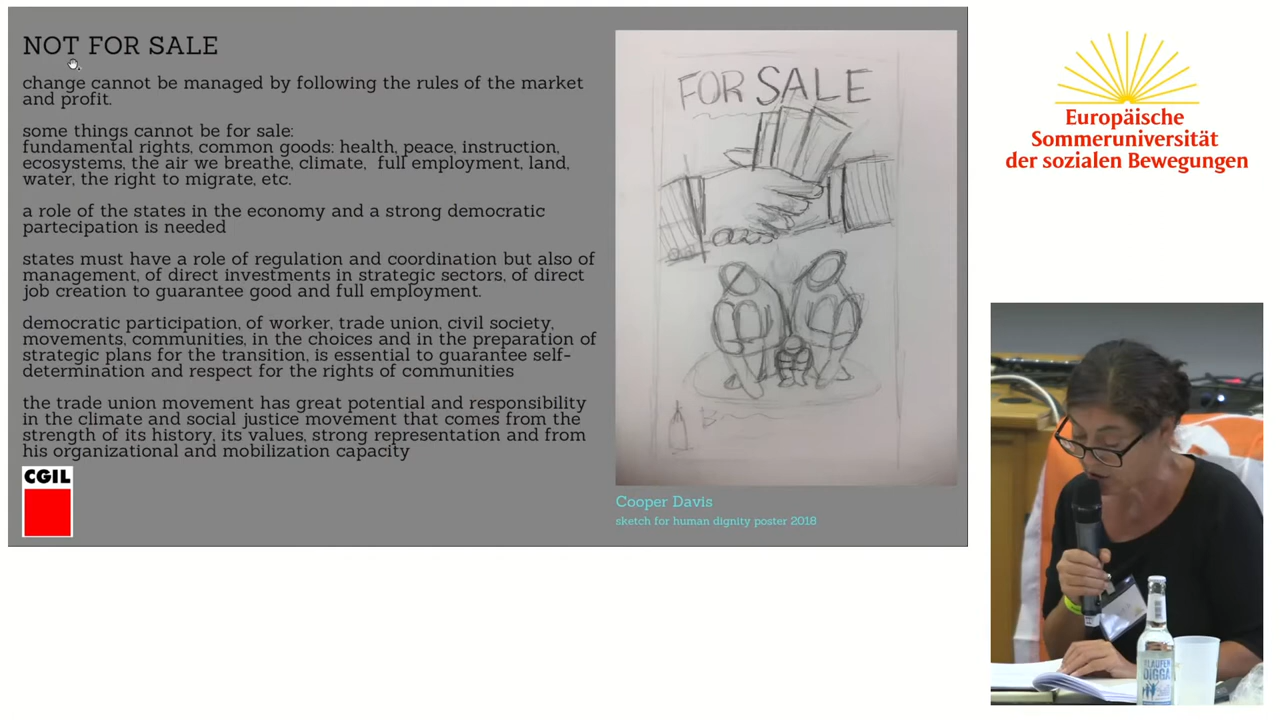 NOT FOR SALE
change cannot be managed by following the rules of the market
and profit.
some things cannot be for sale:
fundamental rights, common goods: health, peace, instruction,
ecosystems, the air we breathe, climate,  full employment, land,
water, the right to migrate, etc.
a role of the states in the economy and a strong democratic
partecipation is needed
states must have a role of regulation and coordination but also of
management, of direct investments in strategic sectors, of direct
job creation to guarantee good and full employment.
democratic participation, of worker, trade union, civil society,
movements, communities, in the choices and in the preparation of
strategic plans for the transition, is essential to guarantee self-
determination and respect for the rights of communities
the trade union movement has great potential and responsibility
in the climate and social justice movement that comes from the
strength of its history, its values, strong representation and from
his organizational and mobilization capacity
CGIL
FOR SALE
Cooper Davis
sketch for human dignity poster 2018
Europäische
Sommeruniversität
der sozialen Bewegungen
DIGGA